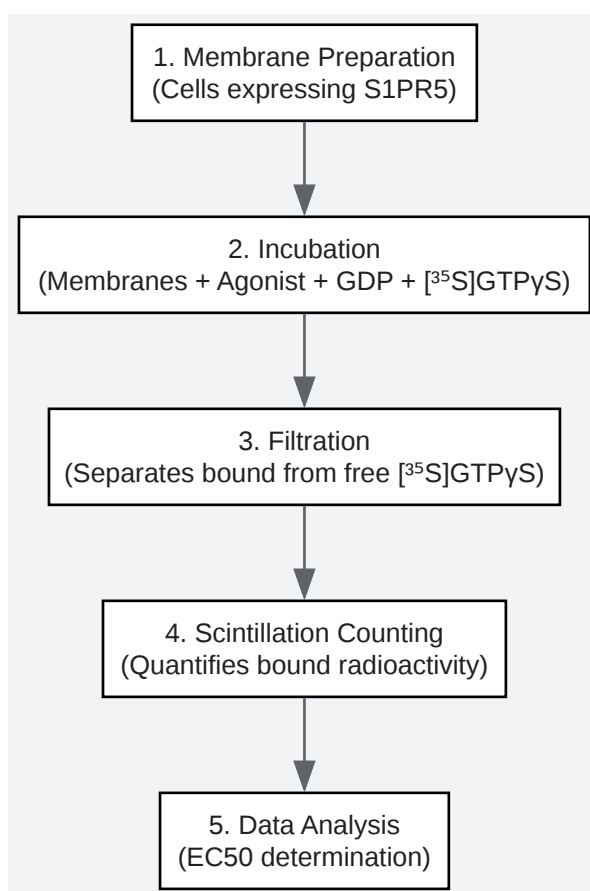 1. Membrane Preparation
(Cells expressing S1PR5)
2. Incubation
(Membranes + Agonist + GDP + [³⁵S]GTPγS)
3. Filtration
(Separates bound from free [³⁵S]GTPγS)
4. Scintillation Counting
(Quantifies bound radioactivity)
5. Data Analysis
(EC50 determination)